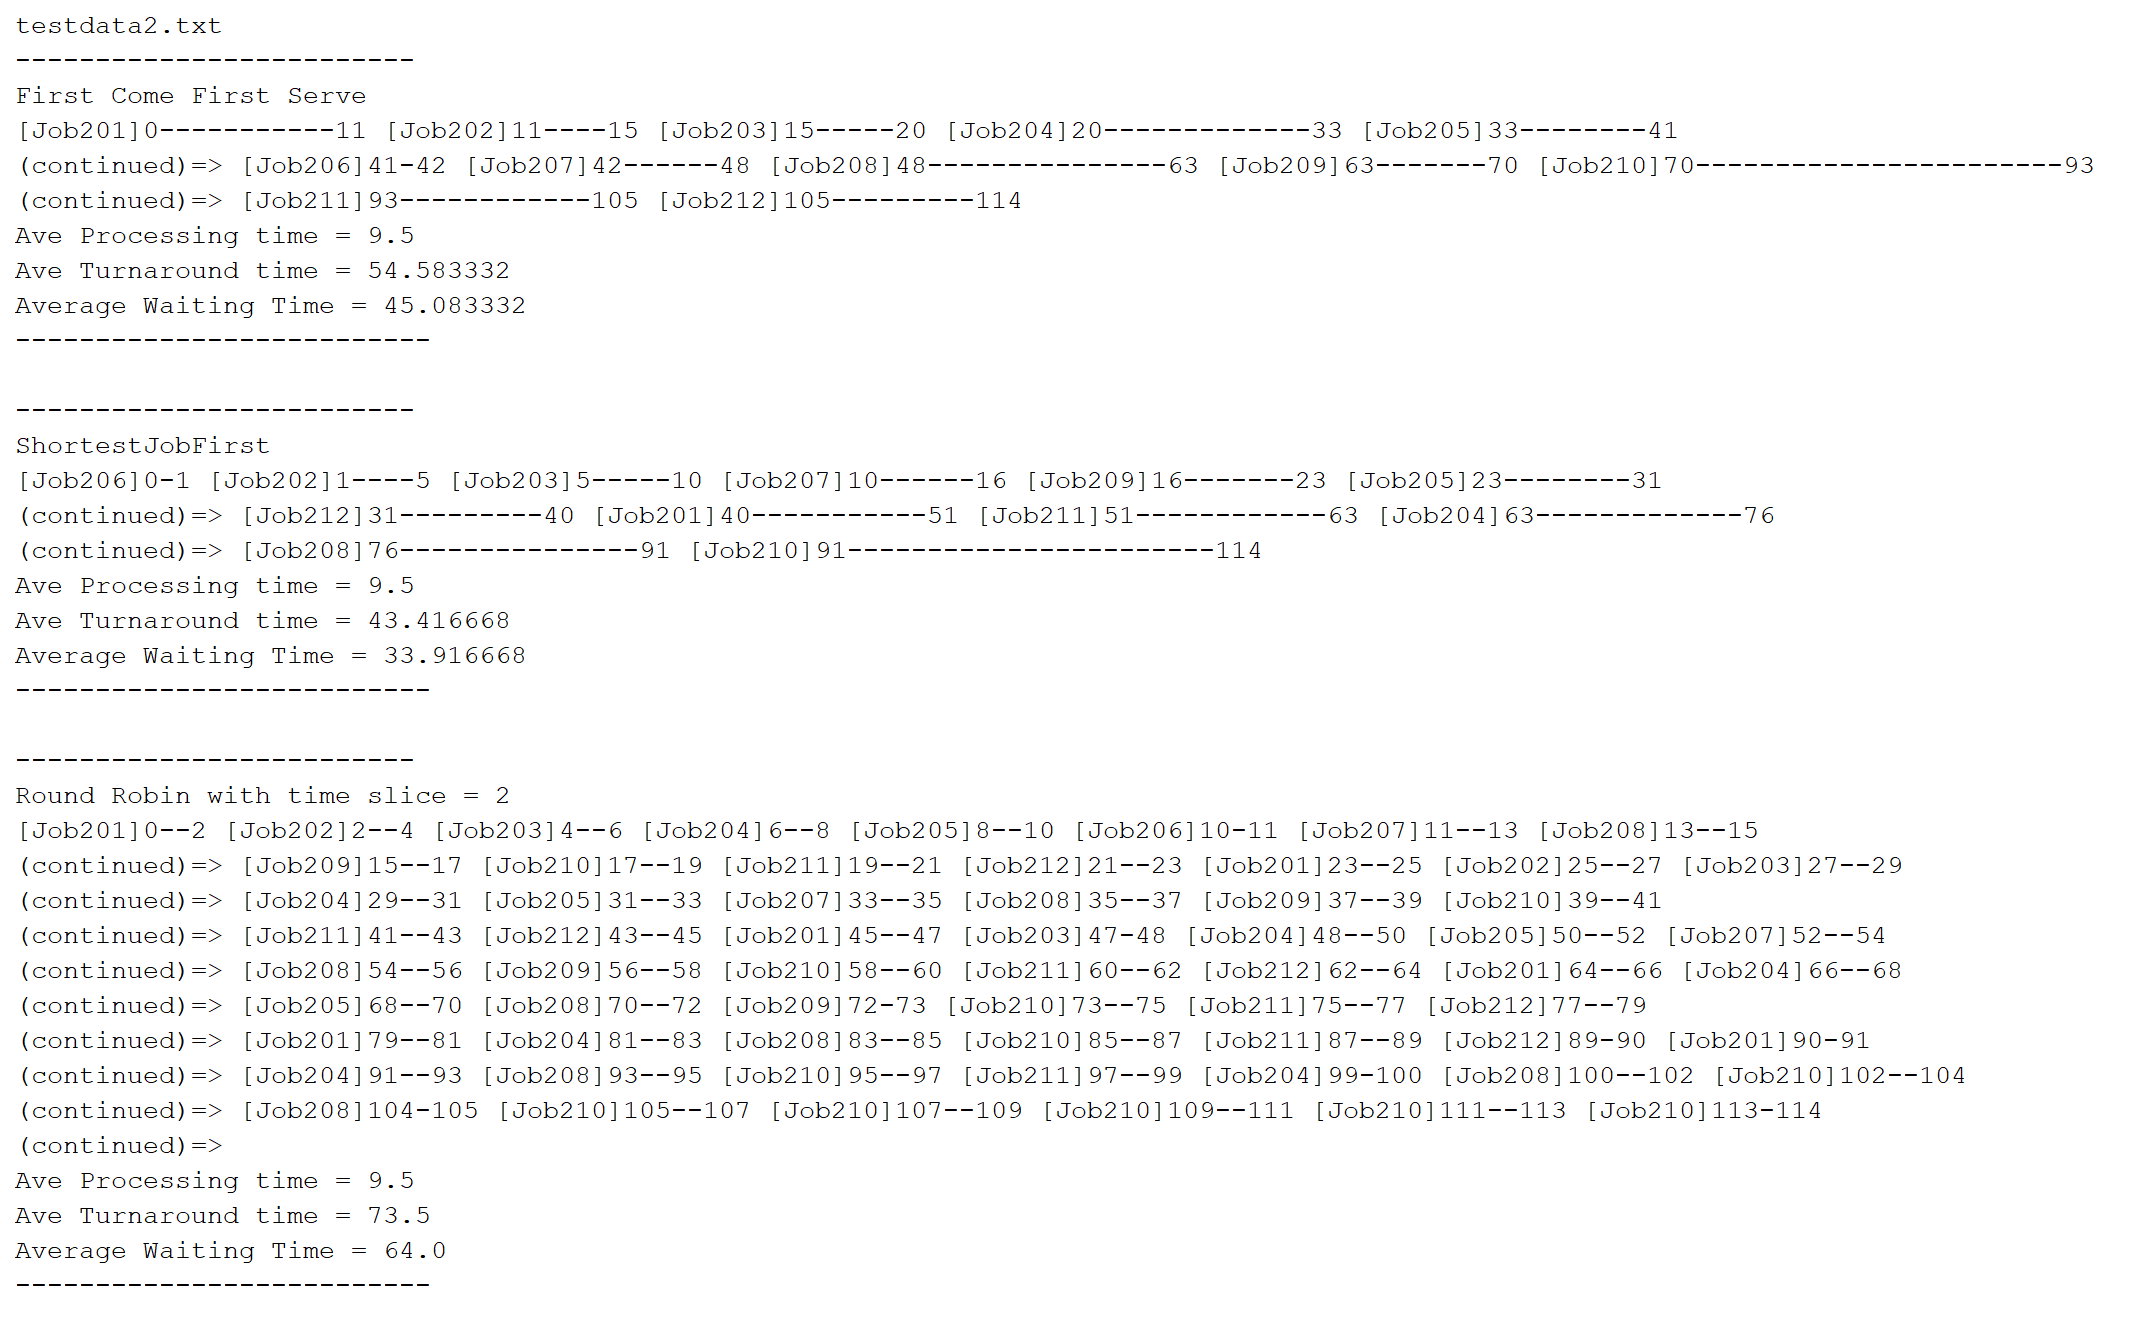 testdata2.txt
-------------------------
First Come First Serve
[Job201]0-----------11 [Job202]11----15 [Job203]15-----20 [Job204]20-------------33 [Job205]33--------41
(continued)=> [Job206]41-42 [Job207]42------48 [Job208]48---------------63 [Job209]63-------70 [Job210]70-----------------------93
(continued)=> [Job211]93------------105 [Job212]105---------114
Ave Processing time = 9.5
Ave Turnaround time = 54.583332
Average Waiting Time = 45.083332
--------------------------
-------------------------
ShortestJobFirst
[Job206]0-1 [Job202]1----5 [Job203]5-----10 [Job207]10------16 [Job209]16-------23 [Job205]23--------31
(continued)=> [Job212]31---------40 [Job201]40-----------51 [Job211]51------------63 [Job204]63-------------76
(continued)=> [Job208]76---------------91 [Job210]91-----------------------114
Ave Processing time = 9.5
Ave Turnaround time = 43.416668
Average Waiting Time = 33.916668
--------------------------
-------------------------
Round Robin with time slice = 2
[Job201]0--2 [Job202]2--4 [Job203]4--6 [Job204]6--8 [Job205]8--10 [Job206]10-11 [Job207]11--13 [Job208]13--15
(continued)=> [Job209]15--17 [Job210]17--19 [Job211]19--21 [Job212]21--23 [Job201]23--25 [Job202]25--27 [Job203]27--29
(continued)=> [Job204]29--31 [Job205]31--33 [Job207]33--35 [Job208]35--37 [Job209]37--39 [Job210]39--41
(continued)=> [Job211]41--43 [Job212]43--45 [Job201]45--47 [Job203]47-48 [Job204]48--50 [Job205]50--52 [Job207]52--54
(continued)=> [Job208]54--56 [Job209]56--58 [Job210]58--60 [Job211]60--62 [Job212]62--64 [Job201]64--66 [Job204]66--68
(continued)=> [Job205]68--70 [Job208]70--72 [Job209]72-73 [Job210]73--75 [Job211]75--77 [Job212]77--79
(continued)=> [Job201]79--81 [Job204]81--83 [Job208]83--85 [Job210]85--87 [Job211]87--89 [Job212]89-90 [Job201]90-91
(continued)=> [Job204]91--93 [Job208]93--95 [Job210]95--97 [Job211]97--99 [Job204]99-100 [Job208]100--102 [Job210]102--104
(continued)=> [Job208]104-105 [Job210]105--107 [Job210]107--109 [Job210]109--111 [Job210]111--113 [Job210]113-114
(continued)=>
Ave Processing time = 9.5
Ave Turnaround time = 73.5
Average Waiting Time = 64.0
--------------------------